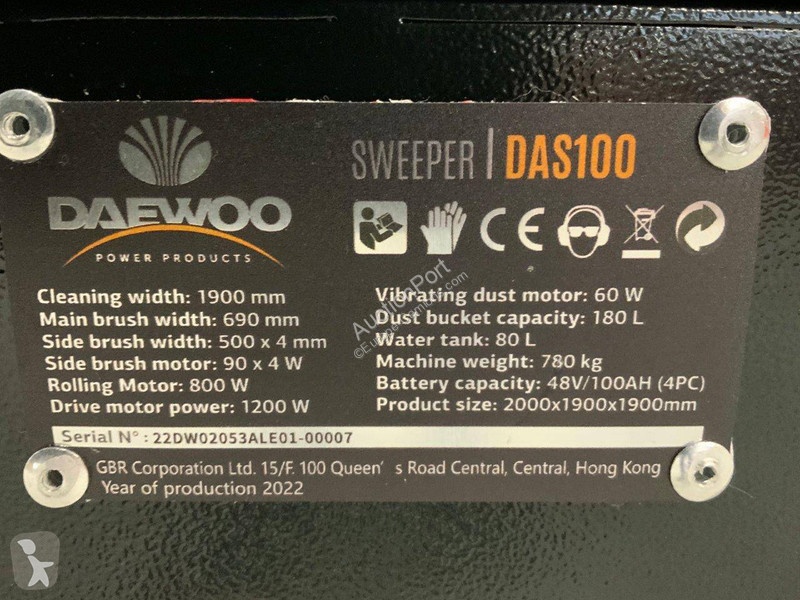 SWEEPER | DAS100
DAEWOO
POWER PRODUCTS
CE
Cleaning width: 1900 mm
Main brush width: 690 mm
Side brush width: 500 x 4 mm
Side brush motor: 90 x 4 W
Rolling Motor: 800 W
Drive motor power: 1200 W
Vibrating dust motor: 60 W
Dust bucket capacity: 180 L
Water tank: 80 L
Machine weight: 780 kg
Battery capacity: 48V/100AH (4PC)
Product size: 2000x1900x1900mm
AuctionPort
Serial N° : 22DW02053ALE01-00007
GBR Corporation Ltd. 15/F. 100 Queen' s Road Central, Central, Hong Kong
Year of production 2022